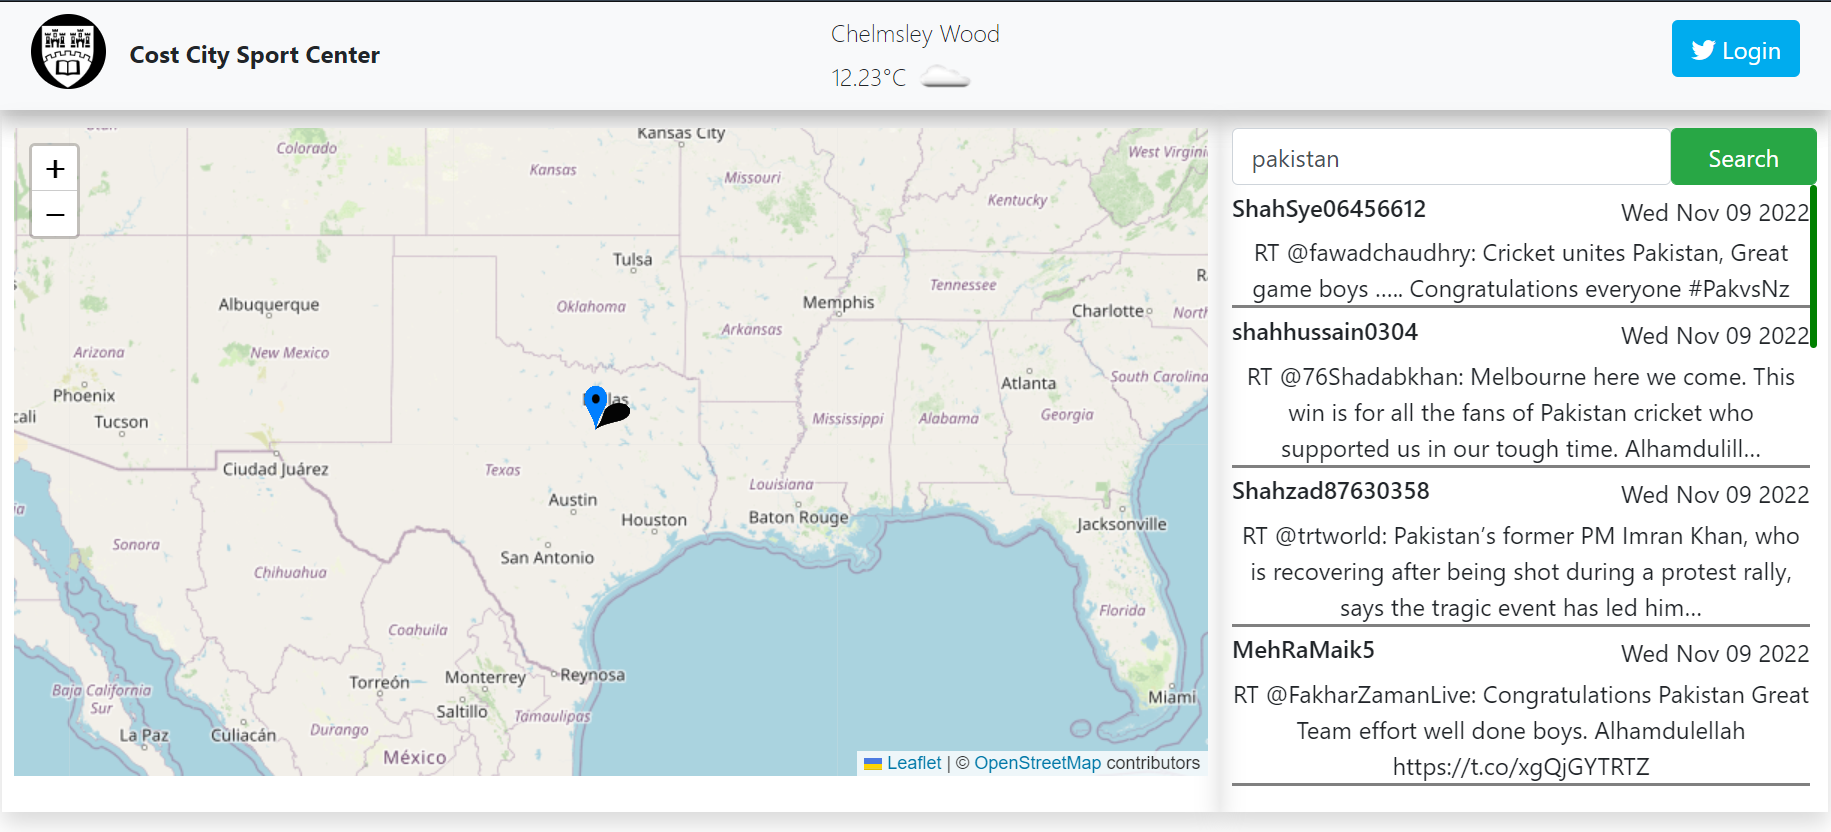 Cost City Sport Center
Chelmsley Wood
12.23°C
Login
+
−
Kansas City
Colorado
Kansas
Missouri
West Virgini
Kentucky
Tulsa
Albuquerque
Oklahoma
Memphis
Tennessee
Charlotte
North
Arizona
New Mexico
Arkansas
Phoenix
Tucson
cali
las
Atlanta
South Carolina
Mississippi
Alabama
Georgia
Ciudad Juárez
Texas
Louisiana
Austin
Houston
Baton Rouge
Jacksonville
Sonora
San Antonio
Chihuahua
Florida
Coahuila
Baja California
Sur
Torreón
Monterrey
Reynosa
Saltillo
Tamaulipas
Miami
La Paz
Culiacán
Durango
México
Leaflet | © OpenStreetMap contributors
pakistan
Search
ShahSye06456612
Wed Nov 09 2022
RT @fawadchaudhry: Cricket unites Pakistan, Great
game boys ….. Congratulations everyone #PakvsNz
shahhussain0304
Wed Nov 09 2022
RT @76Shadabkhan: Melbourne here we come. This
win is for all the fans of Pakistan cricket who
supported us in our tough time. Alhamdulill…
Shahzad87630358
Wed Nov 09 2022
RT @trtworld: Pakistan’s former PM Imran Khan, who
is recovering after being shot during a protest rally,
says the tragic event has led him…
MehRaMaik5
Wed Nov 09 2022
RT @FakharZamanLive: Congratulations Pakistan Great
Team effort well done boys. Alhamdulellah
https://t.co/xgQjGYTRTZ